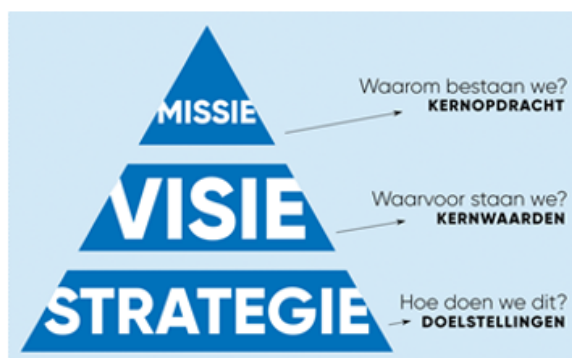 MISSIE
Waarom bestaan we?
KERNOPDRACHT
VISIE
Waarvoor staan we?
KERNWAARDEN
STRATEGIE
Hoe doen we dit?
DOELSTELLINGEN